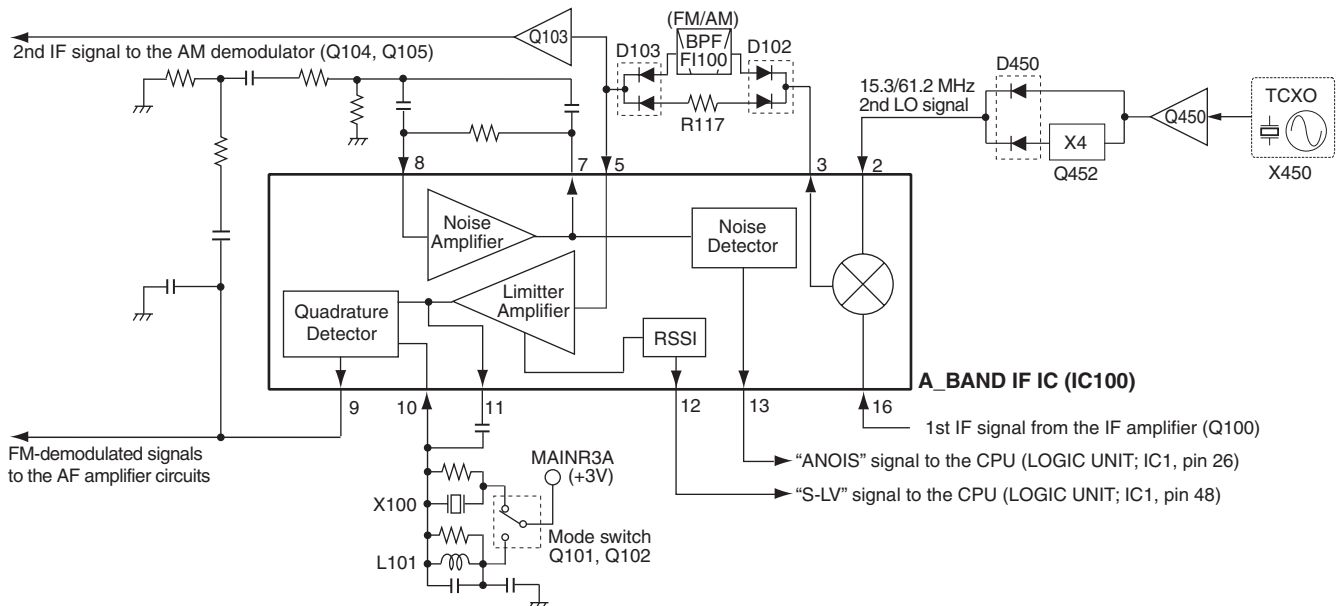 2nd IF signal to the AM demodulator (Q104, Q105)
Q103
(FM/AM)
D103
BPF
FI100
D102
R117
15.3/61.2 MHz
2nd LO signal
D450
X4
Q452
Q450
TCXO
X450
8
7
5
3
2
Noise
Amplifier
Noise
Detector
Limitter
Amplifier
Quadrature
Detector
RSSI
A_BAND IF IC (IC100)
9
10
11
12
13
16
1st IF signal from the IF amplifier (Q100)
FM-demodulated signals
to the AF amplifier circuits
MAINR3A
(+3V)
"ANOIS" signal to the CPU (LOGIC UNIT; IC1, pin 26)
"S-LV" signal to the CPU (LOGIC UNIT; IC1, pin 48)
X100
Mode switch
Q101, Q102
L101